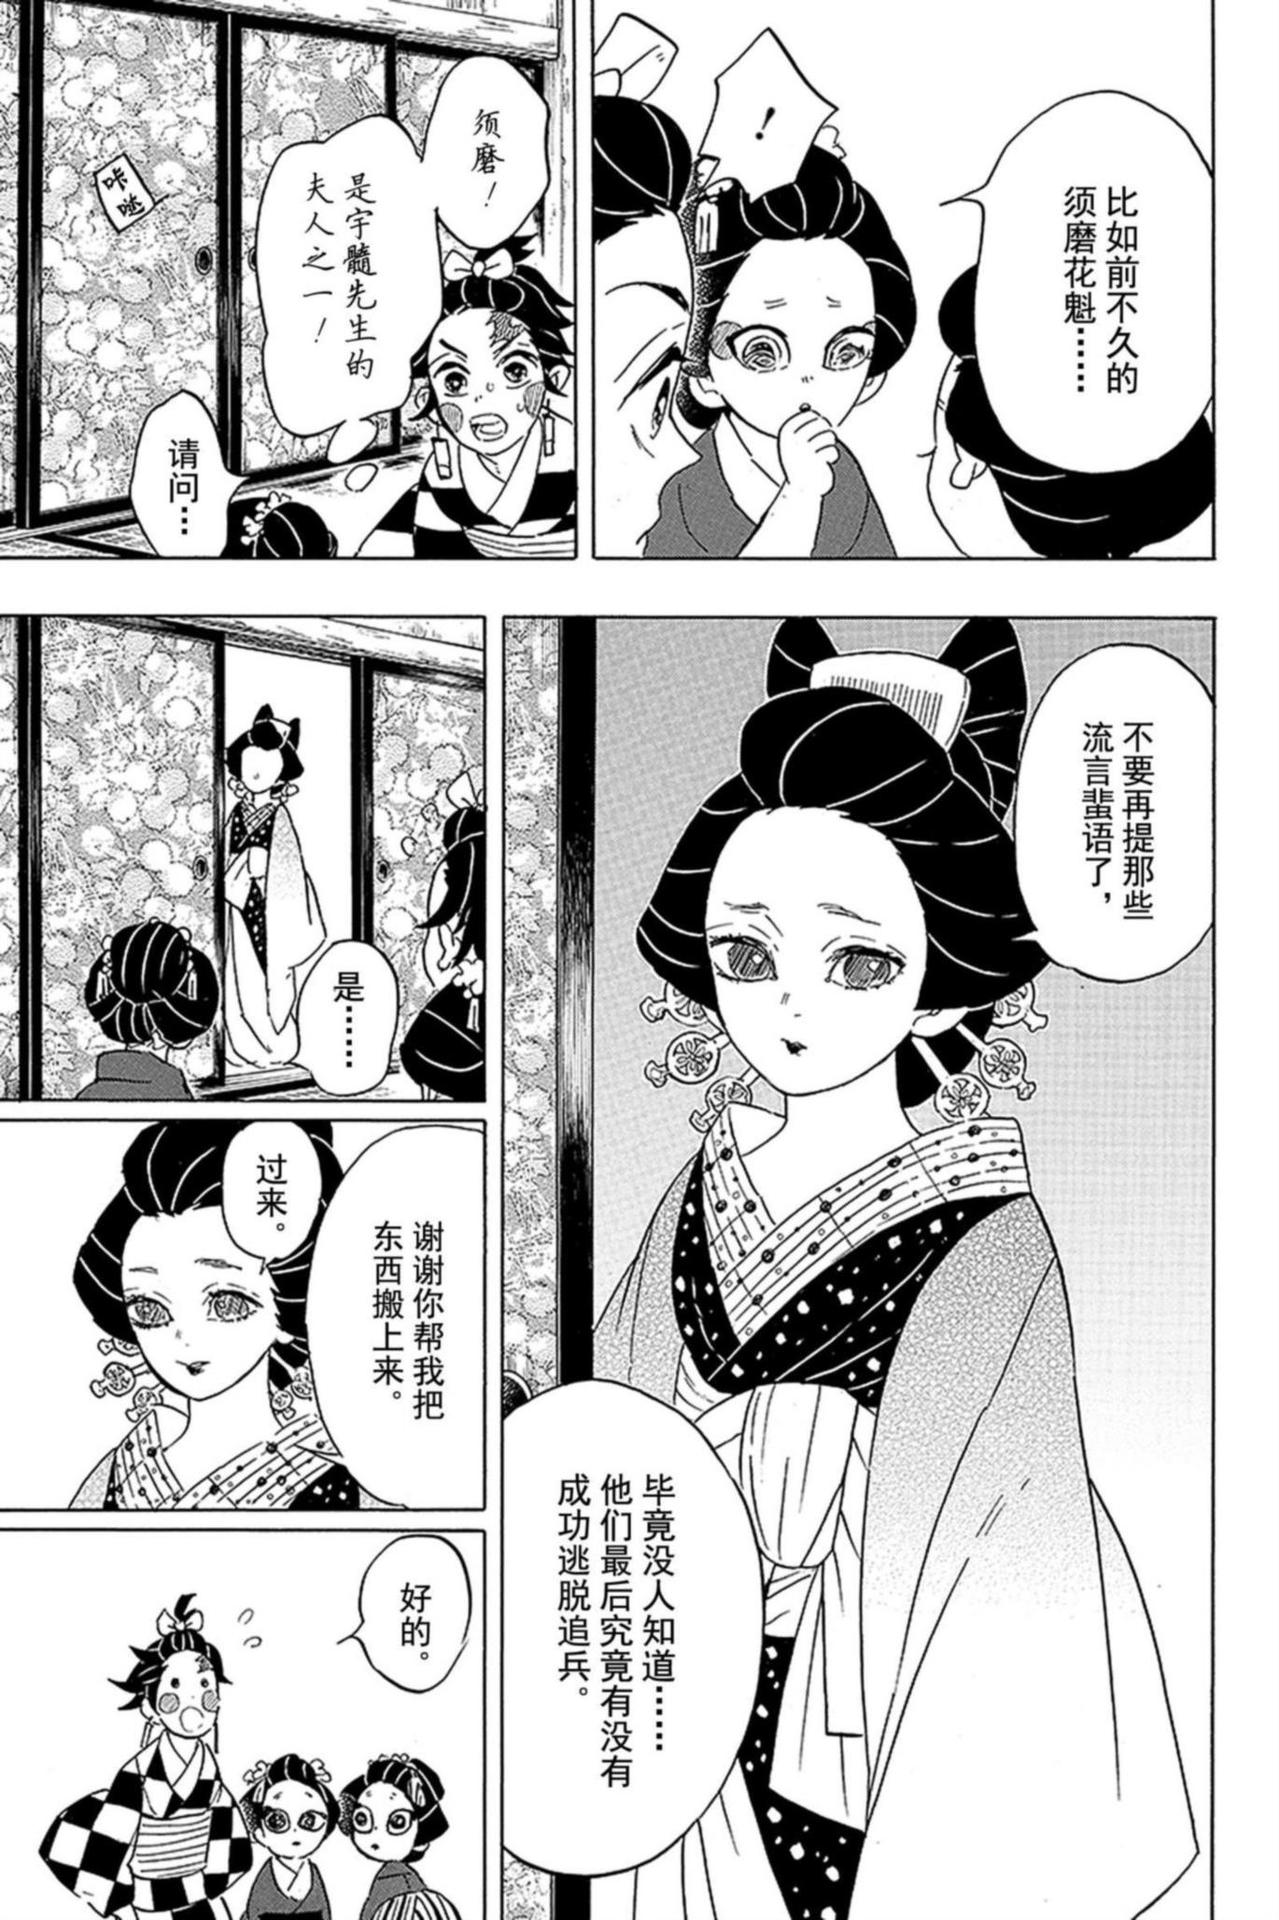 ！
比如前不久的
须磨花魁……
须磨！
是宇髓先生的
夫人之一！
咔哒
请问…
不要再提那些
流言蜚语了，
毕竟没人知道……
他们最后究竟有没有
成功逃脱追兵。
是……
谢谢你帮我把
东西搬上来。
过来。
好的。